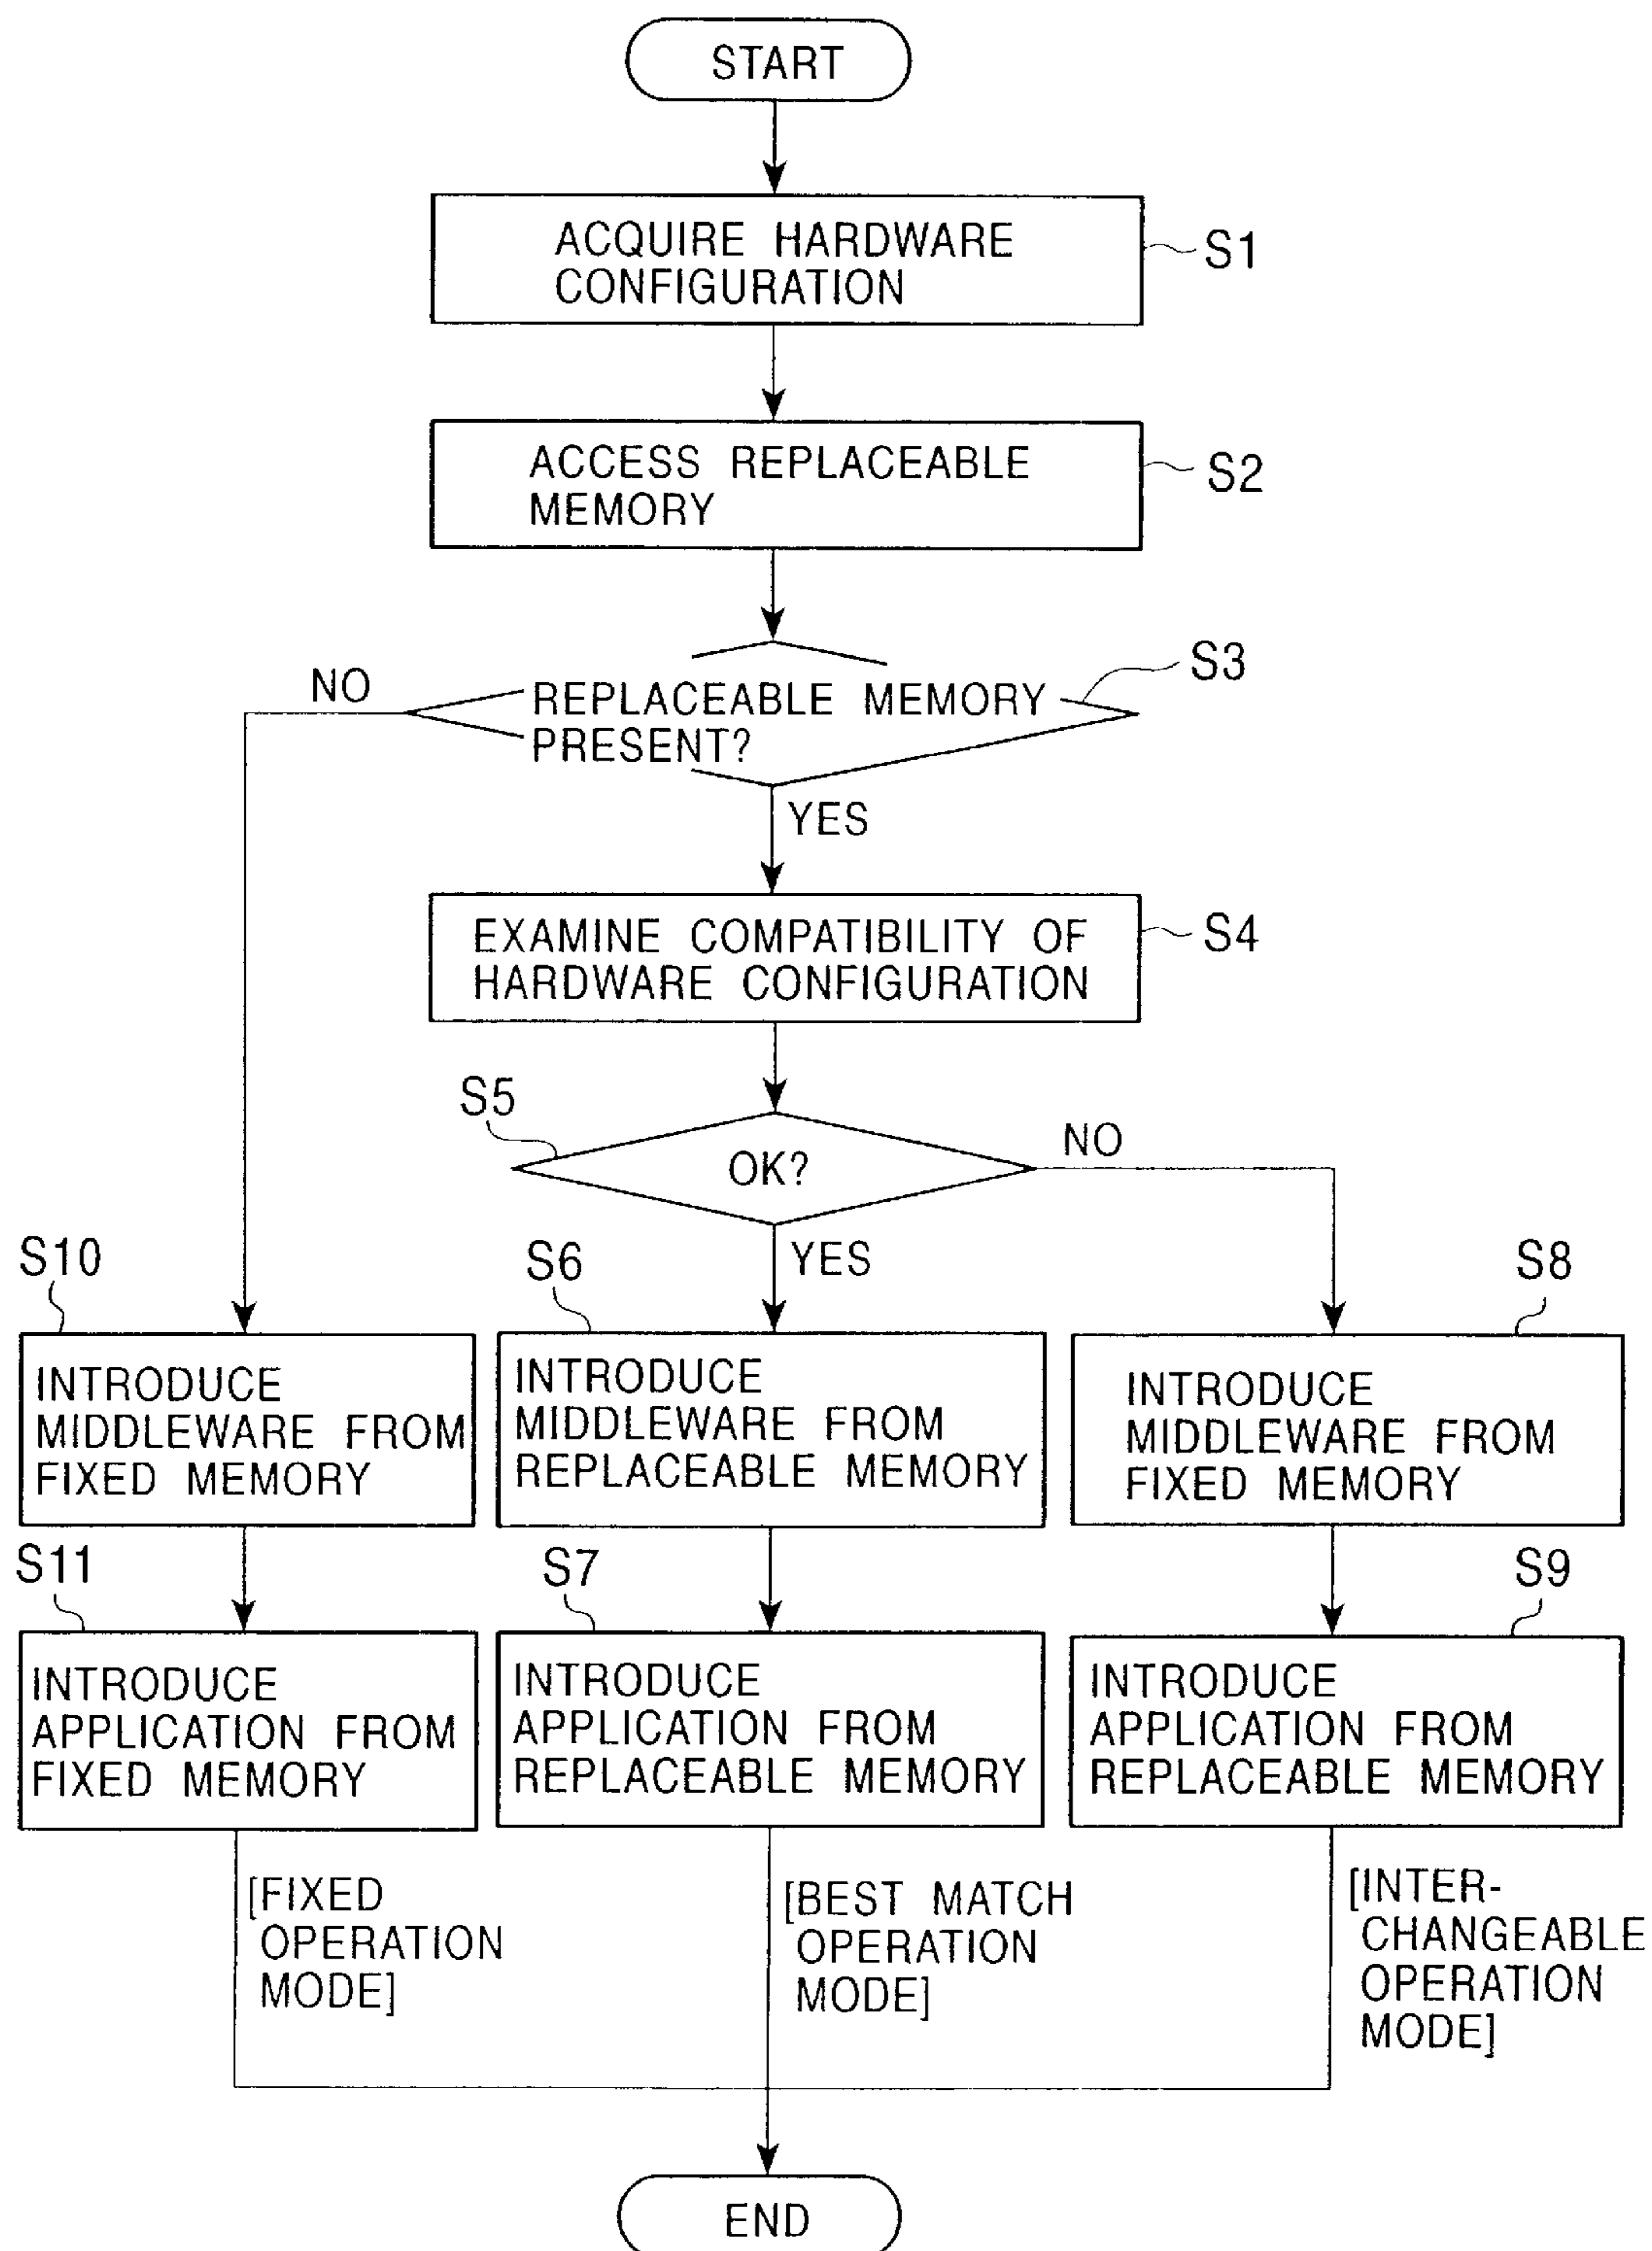 START
ACQUIRE HARDWARE
CONFIGURATION
S1
ACCESS REPLACEABLE
MEMORY
S2
S3
NO
REPLACEABLE MEMORY
PRESENT?
YES
EXAMINE COMPATIBILITY OF
HARDWARE CONFIGURATION
S4
S5
OK?
NO
YES
S10
INTRODUCE
MIDDLEWARE FROM
FIXED MEMORY
S6
INTRODUCE
MIDDLEWARE FROM
REPLACEABLE MEMORY
S8
INTRODUCE
MIDDLEWARE FROM
FIXED MEMORY
S11
INTRODUCE
APPLICATION FROM
FIXED MEMORY
S7
INTRODUCE
APPLICATION FROM
REPLACEABLE MEMORY
S9
INTRODUCE
APPLICATION FROM
REPLACEABLE MEMORY
[FIXED
OPERATION
MODE]
[BEST MATCH
OPERATION
MODE]
[INTER-
CHANGEABLE
OPERATION
MODE]
END